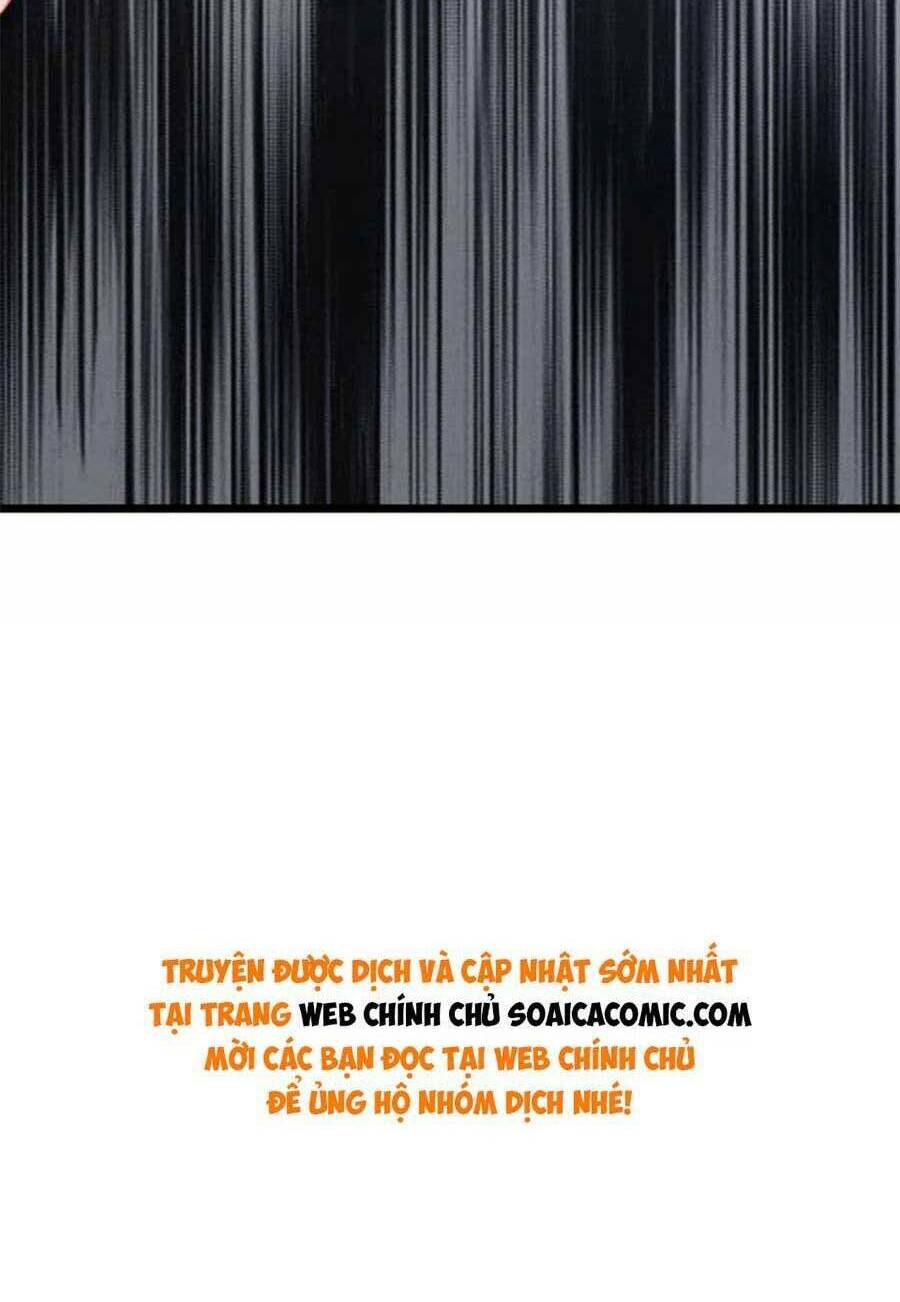 TRUYỆN ĐƯỢC DỊCH VÀ CẬP NHẬT SỚM NHẤT
TẠI TRANG WEB CHÍNH CHỦ SOAICACOMIC.COM
MỜI CÁC BẠN ĐỌC TẠI WEB CHÍNH CHỦ
ĐỂ ỦNG HỘ NHÓM DỊCH NHÉ!